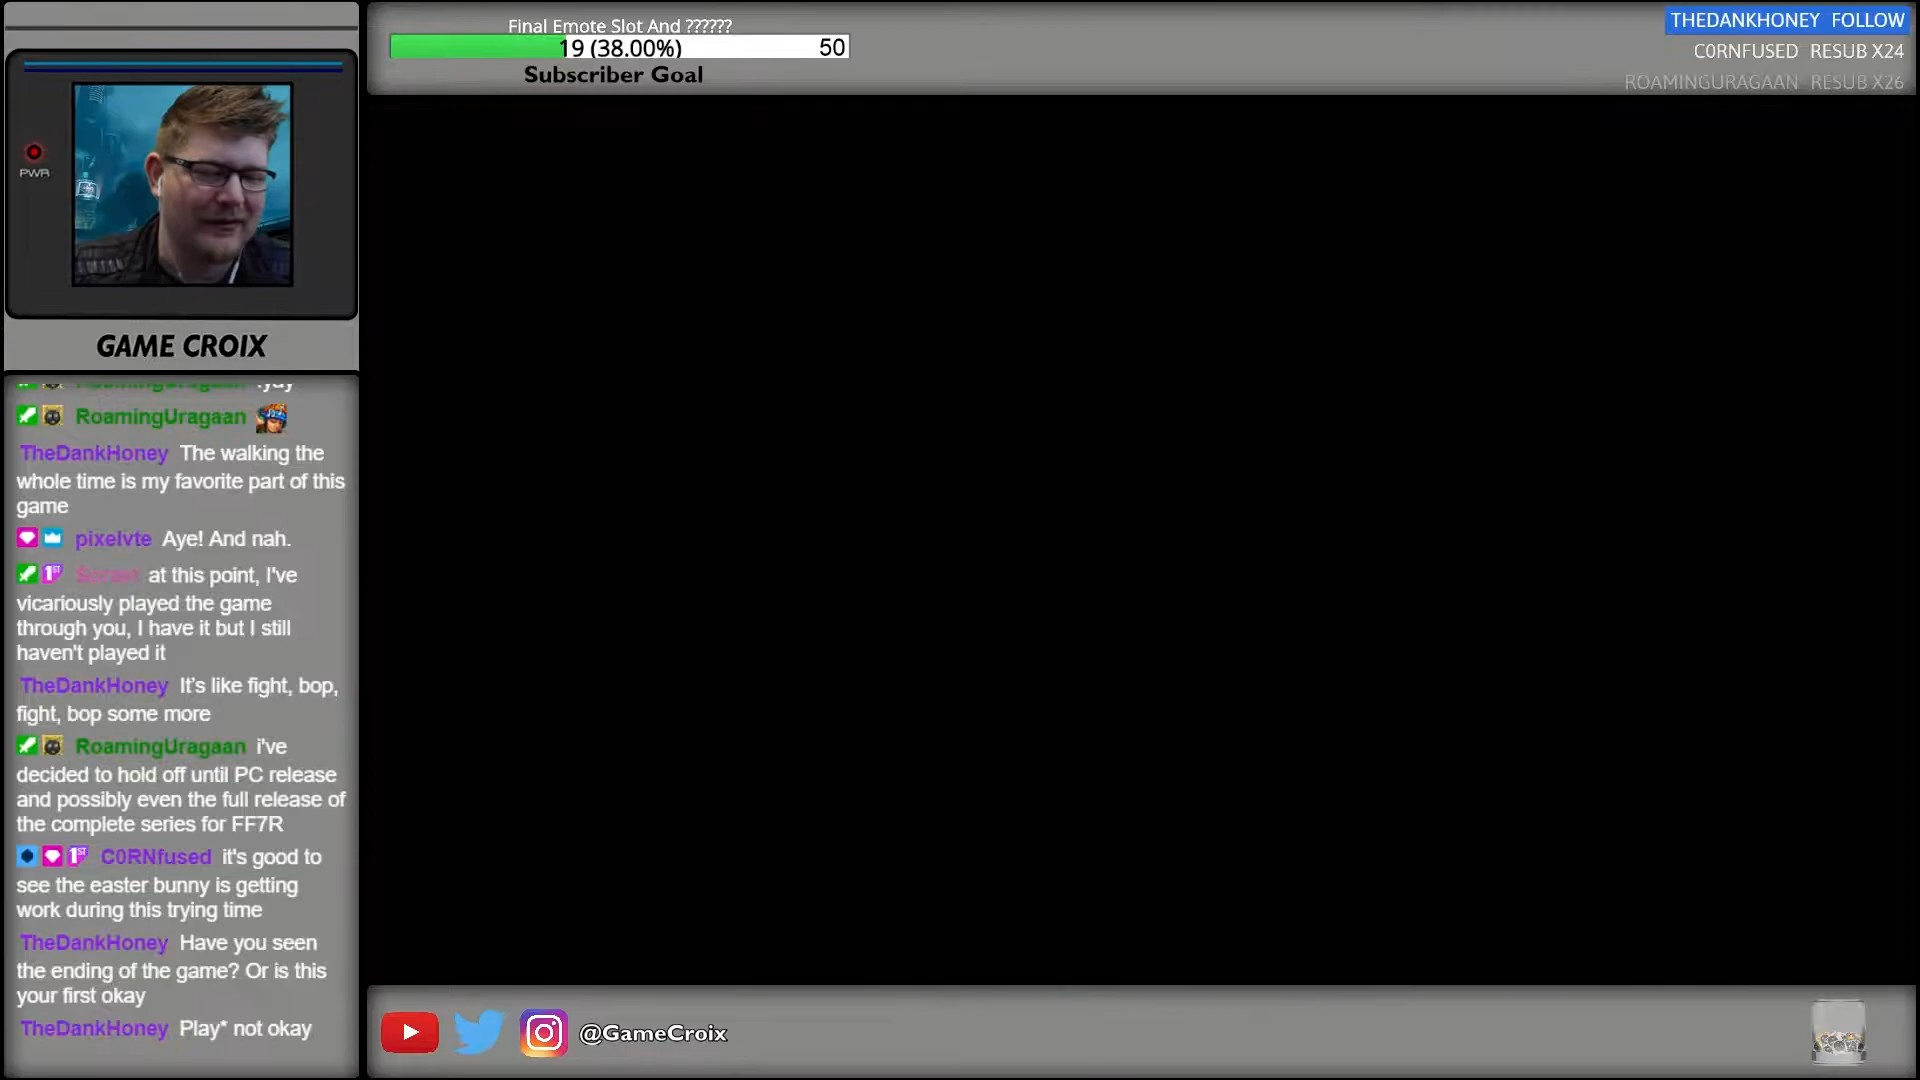 Final Emote Slot And ??????
19 (38.00%) 50
Subscriber Goal
THEDANKHONEY FOLLOW
C0RNFUSED RESUB X24
ROAMINGURAGAAN RESUB X26
PWR
GAME CROIX
RoamingUragaan !yay
RoamingUragaan
TheDankHoney The walking the
whole time is my favorite part of this
game
pixelvte Aye! And nah.
at this point, I've
vicariously played the game
through you, I have it but I still
haven't played it
TheDankHoney It's like fight, bop,
fight, bop some more
RoamingUragaan i've
decided to hold off until PC release
and possibly even the full release of
the complete series for FF7R
1ST C0RNfused it's good to
see the easter bunny is getting
work during this trying time
TheDankHoney Have you seen
the ending of the game? Or is this
your first okay
TheDankHoney Play* not okay
@GameCroix